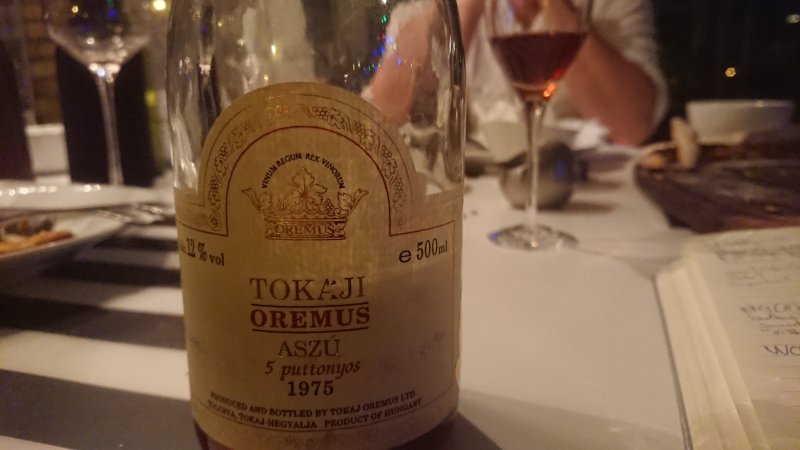 VINUM REGUM REX VINORUM
OREMUS
12 % vol
e 500ml
TOKAJI
OREMUS
ASZÚ
5 puttonyos
1975
PRODUCED AND BOTTLED BY TOKAJ OREMUS LTD.
TOLCSVA, TOKAJ-HEGYALJA PRODUCT OF HUNGARY